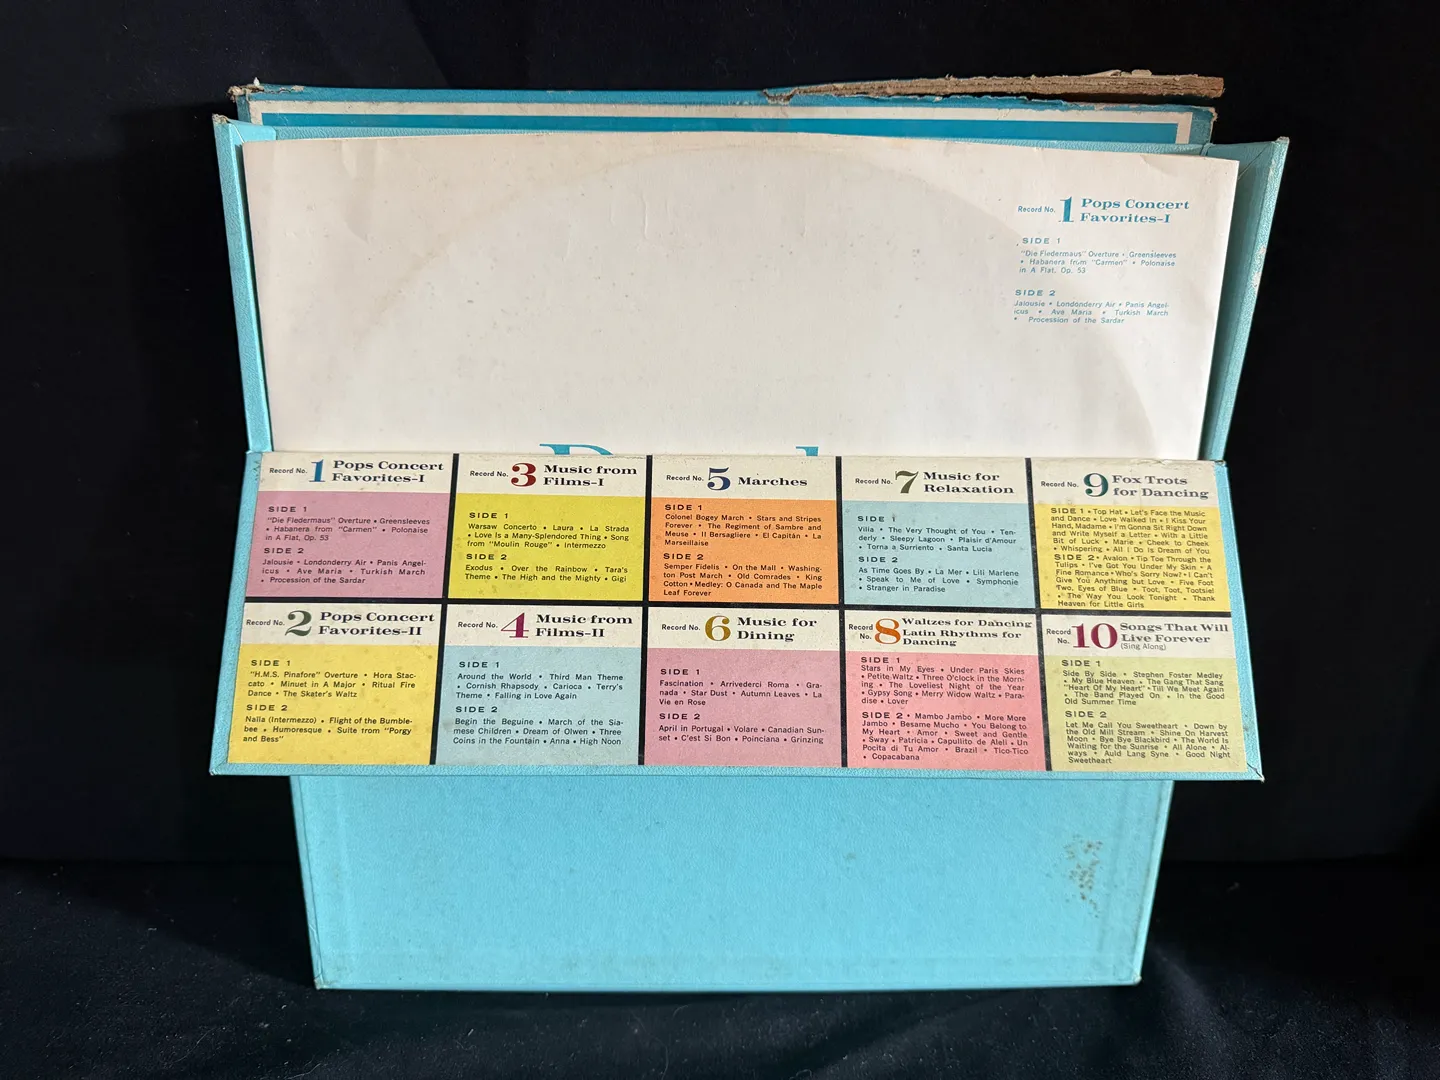 Record No. 1 Pops Concert
Favorites-I
SIDE 1
"Die Fledermaus" Overture • Greensleeves
• Habanera from "Carmen" • Polonaise
in A Flat, Op. 53
SIDE 2
Jalousie • Londonderry Air • Panis Angel-
icus • Ave Maria • Turkish March
• Procession of the Sardar
Record No. 1 Pops Concert
Favorites-I
SIDE 1
"Die Fledermaus" Overture • Greensleeves
• Habanera from "Carmen" • Polonaise
in A Flat, Op. 53
SIDE 2
Jalousie • Londonderry Air • Panis Angel-
icus • Ave Maria • Turkish March
• Procession of the Sardar
Record No. 3 Music from
Films-I
SIDE 1
Warsaw Concerto • Laura • La Strada
• Love Is a Many-Splendored Thing • Song
from "Moulin Rouge" • Intermezzo
SIDE 2
Exodus • Over the Rainbow • Tara's
Theme • The High and the Mighty • Gigi
Record No. 5 Marches
SIDE 1
Colonel Bogey March • Stars and Stripes
Forever • The Regiment of Sambre and
Meuse • Il Bersagliere • El Capitán • La
Marseillaise
SIDE 2
Semper Fidelis • On the Mall • Washing-
ton Post March • Old Comrades • King
Cotton • Medley: O Canada and The Maple
Leaf Forever
Record No. 7 Music for
Relaxation
SIDE 1
Vilia • The Very Thought of You • Ten-
derly • Sleepy Lagoon • Plaisir d'Amour
• Torna a Surriento • Santa Lucia
SIDE 2
As Time Goes By • La Mer • Lili Marlene
• Speak to Me of Love • Symphonie
• Stranger in Paradise
Record No. 9 Fox Trots
for Dancing
SIDE 1 • Top Hat • Let's Face the Music
and Dance • Love Walked In • I Kiss Your
Hand, Madame • I'm Gonna Sit Right Down
and Write Myself a Letter • With a Little
Bit of Luck • Marie • Cheek to Cheek
• Whispering • All I Do Is Dream of You
SIDE 2 • Avalon • Tip Toe Through the
Tulips • I've Got You Under My Skin • A
Fine Romance • Who's Sorry Now? • I Can't
Give You Anything but Love • Five Foot
Two, Eyes of Blue • Toot, Toot, Tootsie!
• The Way You Look Tonight • Thank
Heaven for Little Girls
Record No. 2 Pops Concert
Favorites-II
SIDE 1
"H.M.S. Pinafore" Overture • Hora Stac-
cato • Minuet in A Major • Ritual Fire
Dance • The Skater's Waltz
SIDE 2
Naila (Intermezzo) • Flight of the Bumble-
bee • Humoresque • Suite from "Porgy
and Bess"
Record No. 4 Music from
Films-II
SIDE 1
Around the World • Third Man Theme
• Cornish Rhapsody • Carioca • Terry's
Theme • Falling in Love Again
SIDE 2
Begin the Beguine • March of the Sia-
mese Children • Dream of Olwen • Three
Coins in the Fountain • Anna • High Noon
Record No. 6 Music for
Dining
SIDE 1
Fascination • Arrivederci Roma • Gra-
nada • Star Dust • Autumn Leaves • La
Vie en Rose
SIDE 2
April in Portugal • Volare • Canadian Sun-
set • C'est Si Bon • Poinciana • Grinzing
Record No. 8 Waltzes for Dancing
Latin Rhythms for
Dancing
SIDE 1
Stars in My Eyes • Under Paris Skies
• Petite Waltz • Three O'clock in the Morn-
ing • The Loveliest Night of the Year
• Gypsy Song • Merry Widow Waltz • Para-
dise • Lover
SIDE 2 • Mambo Jambo • More More
Jambo • Besame Mucho • You Belong to
My Heart • Amor • Sweet and Gentle
• Sway • Patricia • Capulito de Aleli • Un
Pocita di Tu Amor • Brazil • Tico-Tico
• Copacabana
Record No. 10 Songs That Will
Live Forever
(Sing Along)
SIDE 1
Side By Side • Stephen Foster Medley
• My Blue Heaven • The Gang That Sang
"Heart Of My Heart" • Till We Meet Again
• The Band Played On • In the Good
Old Summer Time
SIDE 2
Let Me Call You Sweetheart • Down by
the Old Mill Stream • Shine On Harvest
Moon • Bye Bye Blackbird • The World Is
Waiting for the Sunrise • All Alone • Al-
ways • Auld Lang Syne • Good Night
Sweetheart